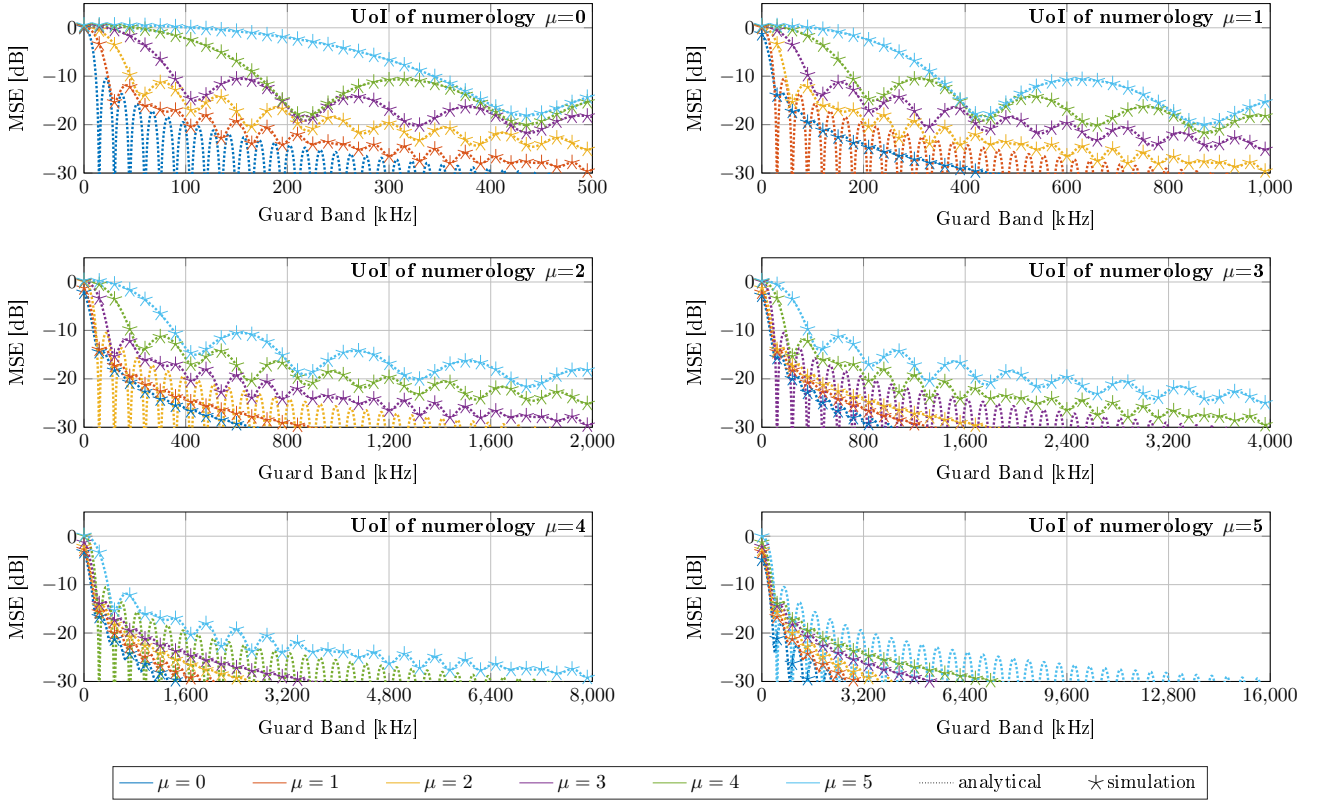 UoI of numerology μ=0
0
−10
−20
−30
MSE [dB]
0 100 200 300 400 500
Guard Band [kHz]
UoI of numerology μ=1
0
−10
−20
−30
MSE [dB]
0 200 400 600 800 1,000
Guard Band [kHz]
UoI of numerology μ=2
0
−10
−20
−30
MSE [dB]
0 400 800 1,200 1,600 2,000
Guard Band [kHz]
UoI of numerology μ=3
0
−10
−20
−30
MSE [dB]
0 800 1,600 2,400 3,200 4,000
Guard Band [kHz]
UoI of numerology μ=4
0
−10
−20
−30
MSE [dB]
0 1,600 3,200 4,800 6,400 8,000
Guard Band [kHz]
UoI of numerology μ=5
0
−10
−20
−30
MSE [dB]
0 3,200 6,400 9,600 12,800 16,000
Guard Band [kHz]
μ = 0 μ = 1 μ = 2 μ = 3 μ = 4 μ = 5 analytical simulation